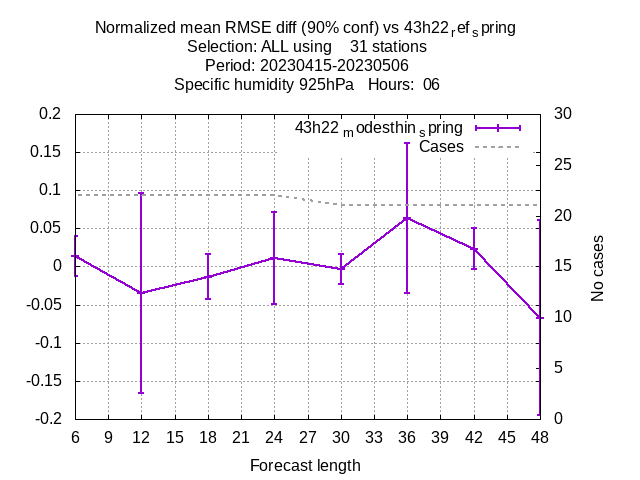 Normalized mean RMSE diff (90% conf) vs 43h22ref spring
Selection: ALL using 31 stations
Period: 20230415-20230506
Specific humidity 925hPa Hours: 06
43h22modesthinspring
Cases
0.2
0.15
0.1
0.05
0
-0.05
-0.1
-0.15
-0.2
30
25
20
15
10
5
0
No cases
6 9 12 15 18 21 24 27 30 33 36 39 42 45 48
Forecast length